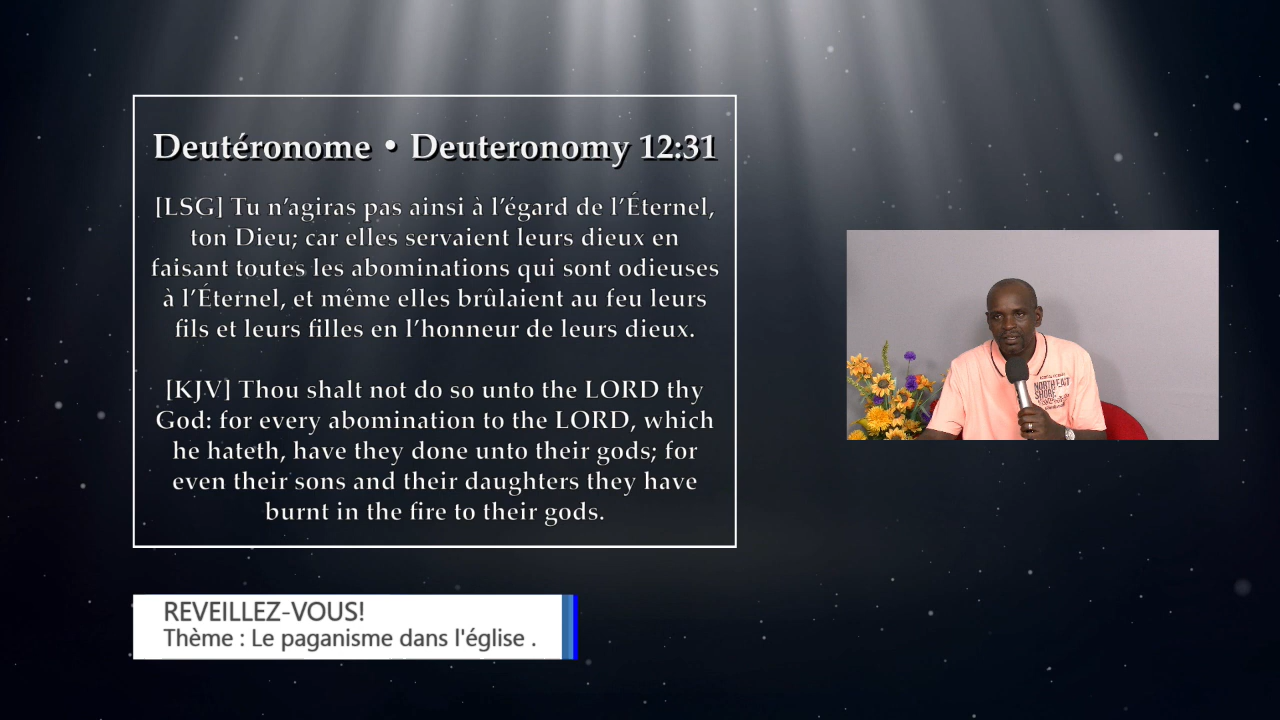 Deutéronome • Deuteronomy 12:31
[LSG] Tu n’agiras pas ainsi à l’égard de l’Éternel,
ton Dieu; car elles servaient leurs dieux en
faisant toutes les abominations qui sont odieuses
à l’Éternel, et même elles brûlaient au feu leurs
fils et leurs filles en l’honneur de leurs dieux.
[KJV] Thou shalt not do so unto the LORD thy
God: for every abomination to the LORD, which
he hateth, have they done unto their gods; for
even their sons and their daughters they have
burnt in the fire to their gods.
NORTH EAST
SHORE
REVEILLEZ-VOUS!
Thème : Le paganisme dans l'église .